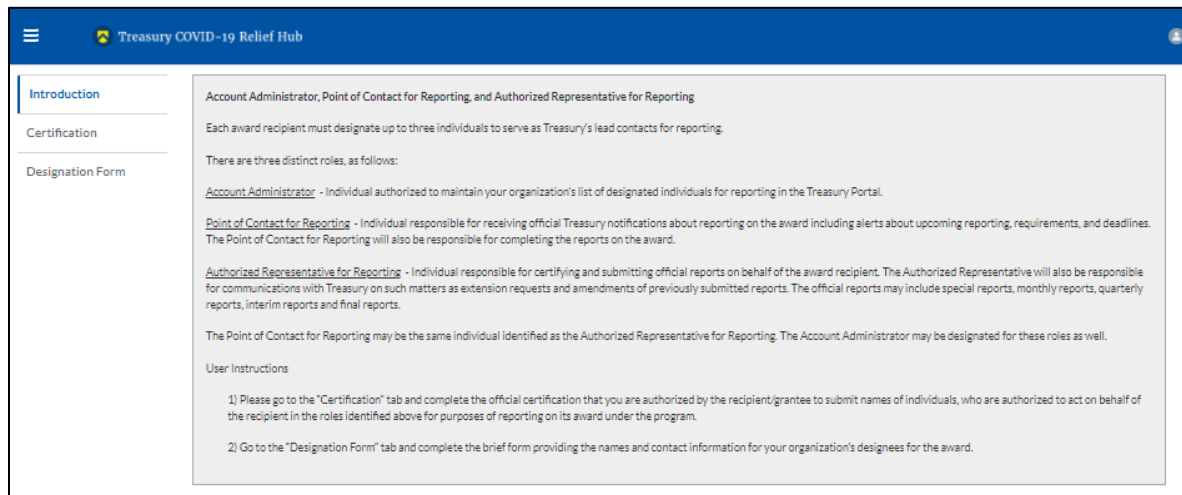 Treasury COVID-19 Relief Hub
Introduction
Certification
Designation Form
Account Administrator, Point of Contact for Reporting, and Authorized Representative for Reporting
Each award recipient must designate up to three individuals to serve as Treasury's lead contacts for reporting.
There are three distinct roles, as follows:
Account Administrator - Individual authorized to maintain your organization's list of designated individuals for reporting in the Treasury Portal.
Point of Contact for Reporting - Individual responsible for receiving official Treasury notifications about reporting on the award including alerts about upcoming reporting, requirements, and deadlines.
The Point of Contact for Reporting will also be responsible for completing the reports on the award.
Authorized Representative for Reporting - Individual responsible for certifying and submitting official reports on behalf of the award recipient. The Authorized Representative will also be responsible
for communications with Treasury on such matters as extension requests and amendments of previously submitted reports. The official reports may include special reports, monthly reports, quarterly
reports, interim reports and final reports.
The Point of Contact for Reporting may be the same individual identified as the Authorized Representative for Reporting. The Account Administrator may be designated for these roles as well.
User Instructions
1) Please go to the "Certification" tab and complete the official certification that you are authorized by the recipient/grantee to submit names of individuals, who are authorized to act on behalf of
the recipient in the roles identified above for purposes of reporting on its award under the program.
2) Go to the "Designation Form" tab and complete the brief form providing the names and contact information for your organization's designees for the award.